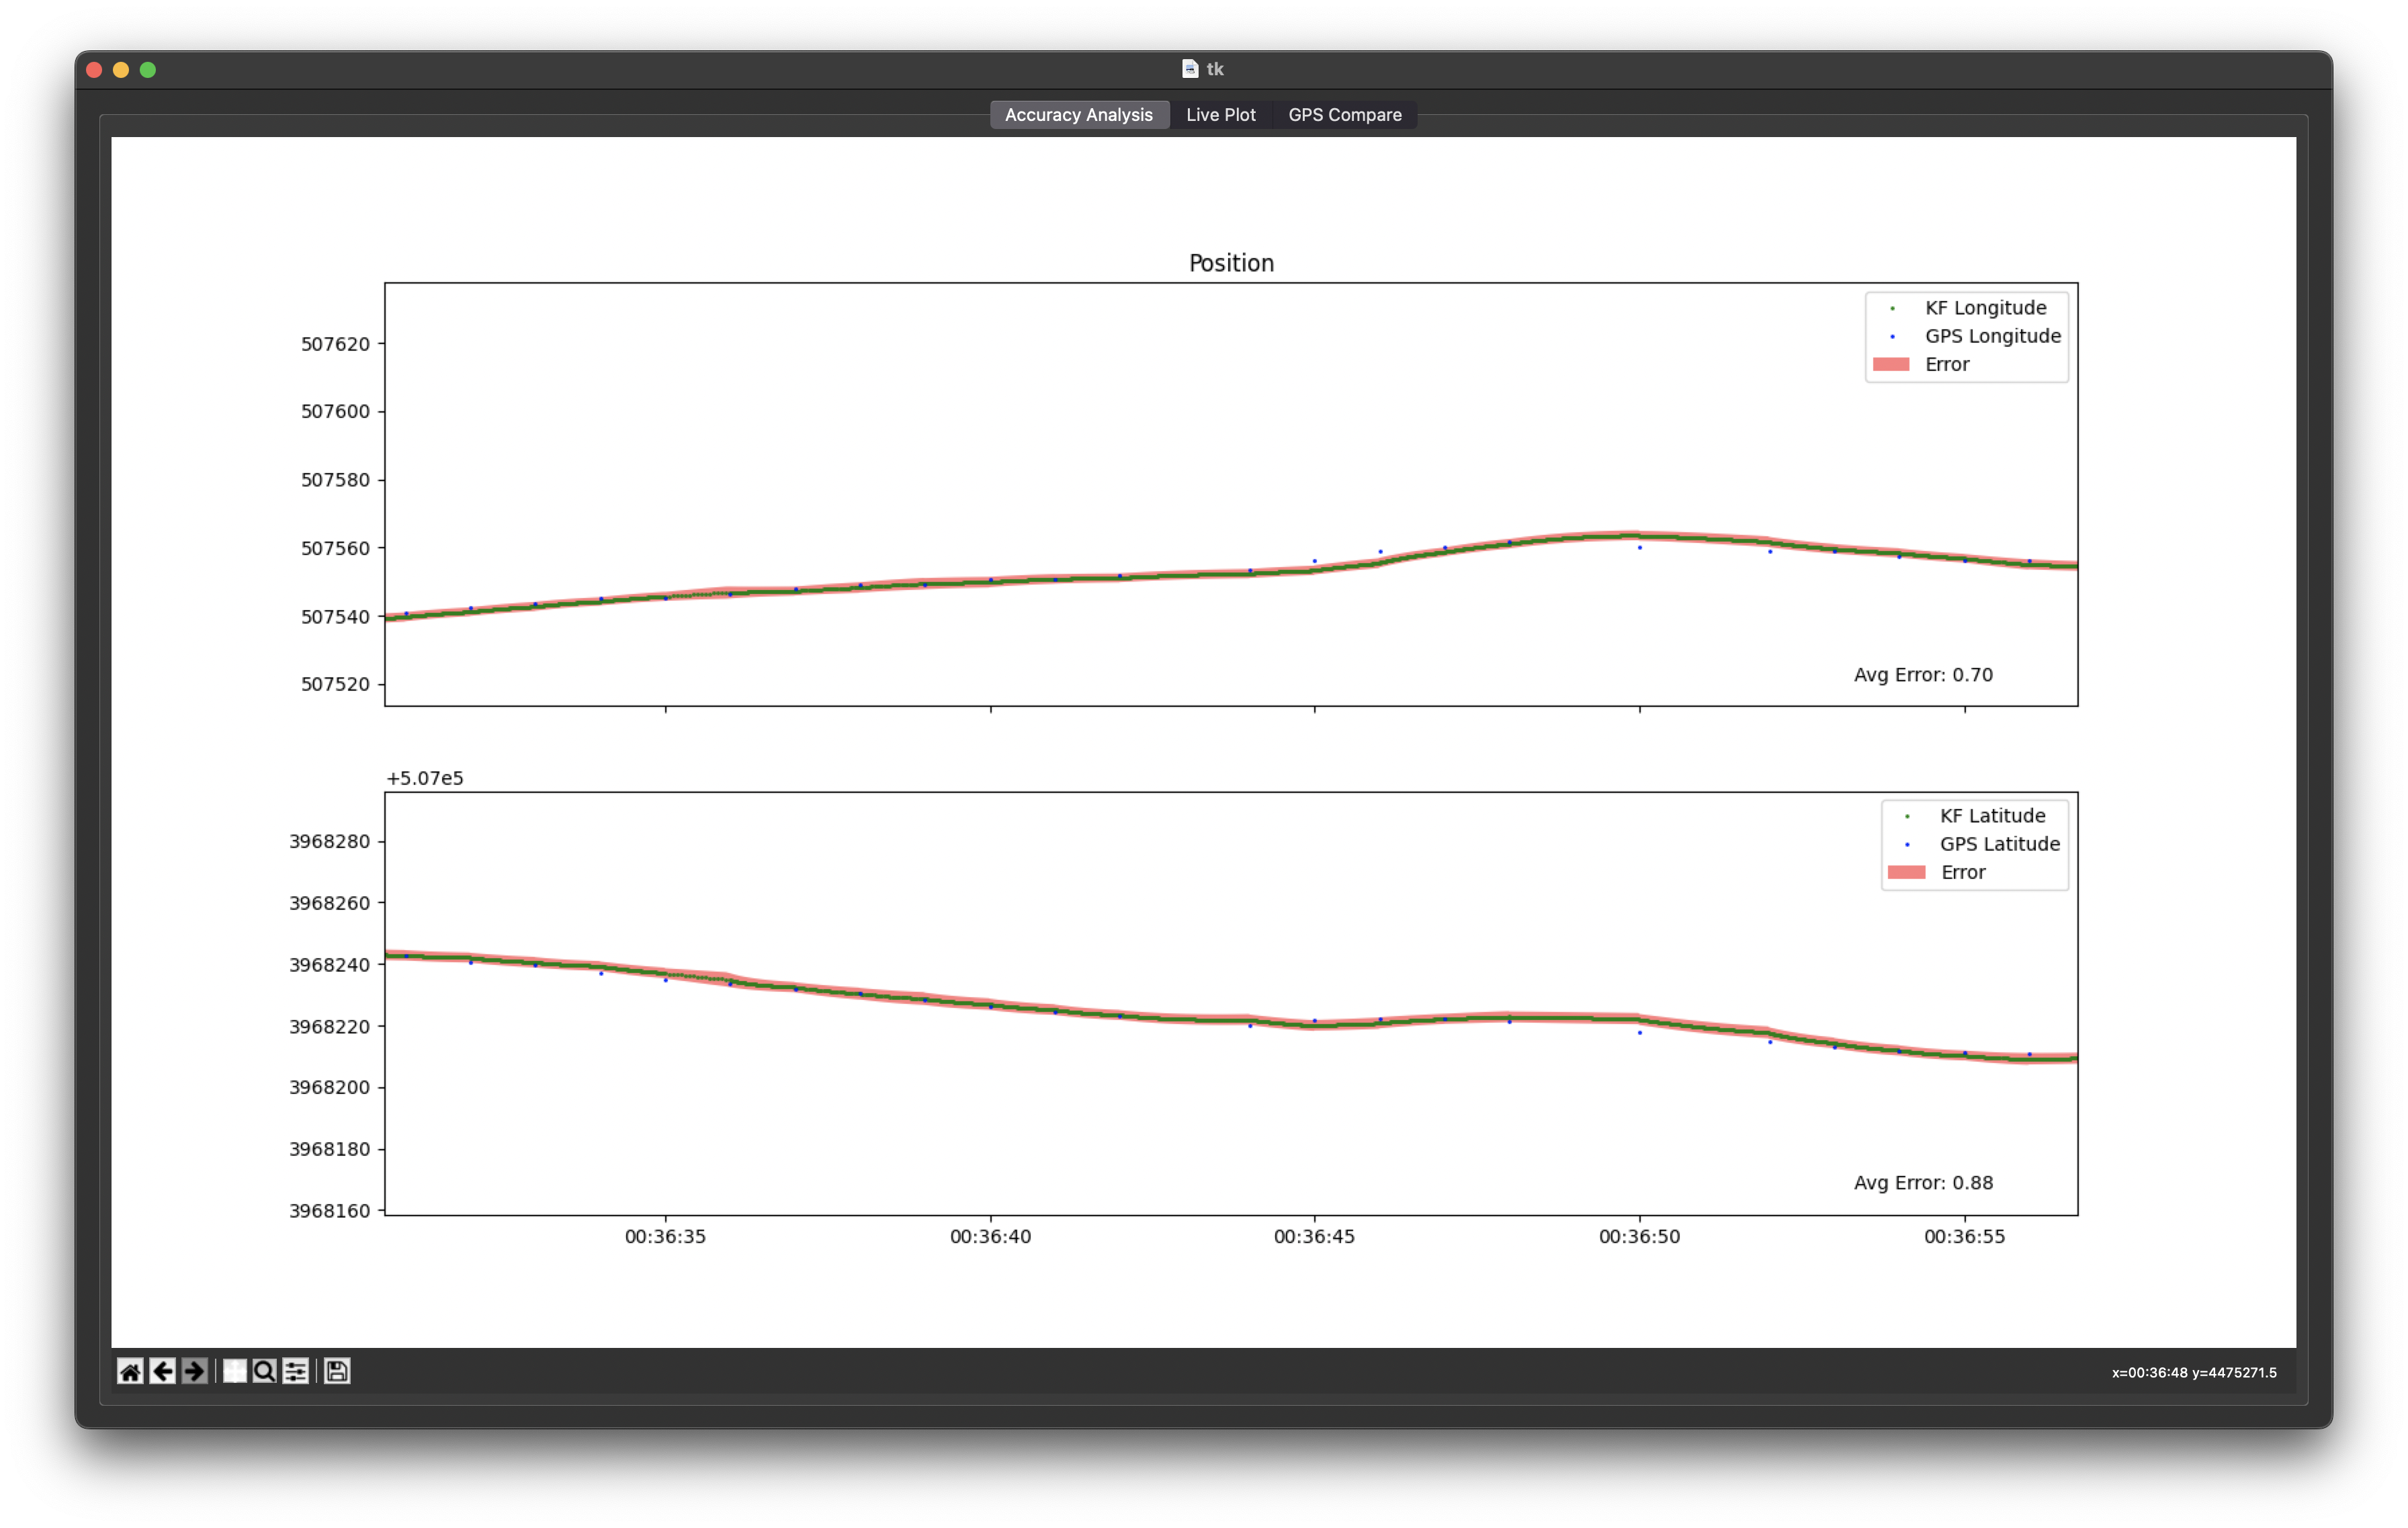 tk
Accuracy Analysis Live Plot GPS Compare
Position
507620
507600
507580
507560
507540
507520
KF Longitude
GPS Longitude
Error
Avg Error: 0.70
+5.07e5
3968280
3968260
3968240
3968220
3968200
3968180
3968160
KF Latitude
GPS Latitude
Error
Avg Error: 0.88
00:36:35 00:36:40 00:36:45 00:36:50 00:36:55
x=00:36:48 y=4475271.5